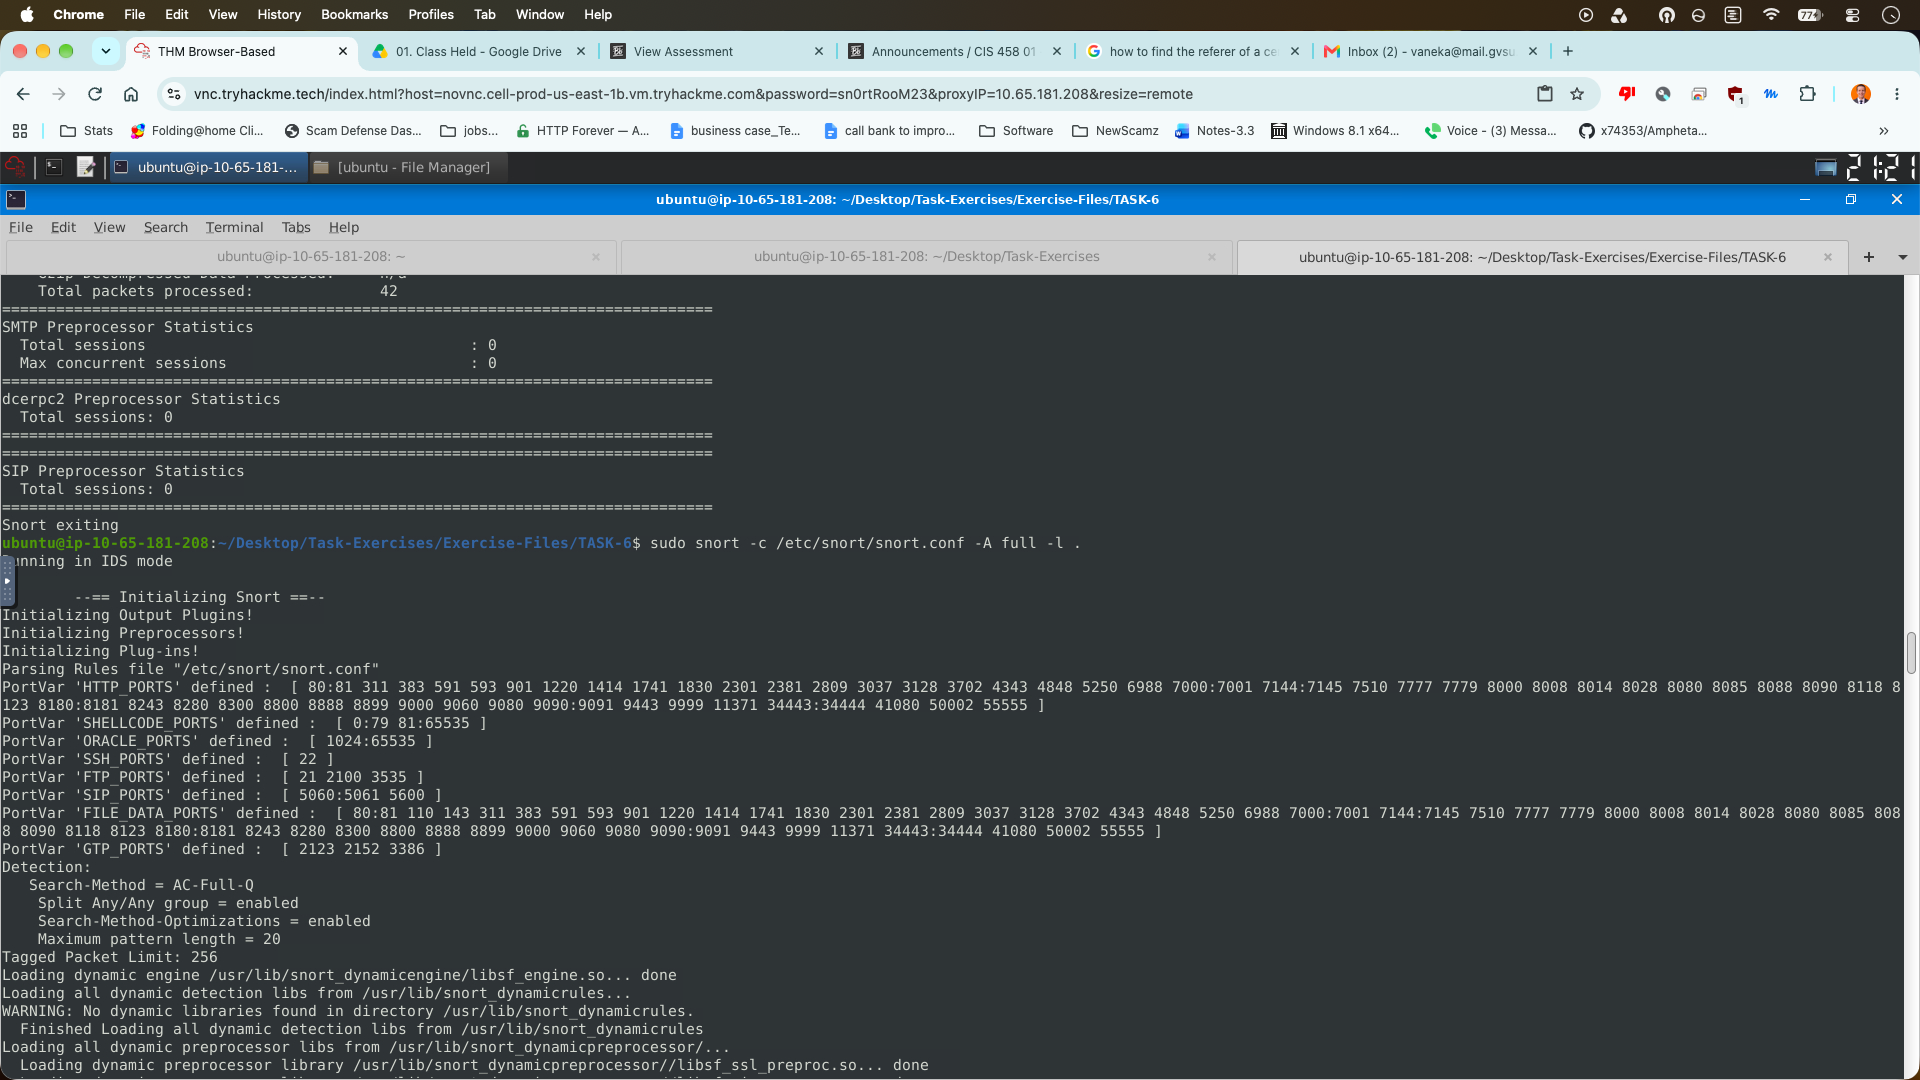 Chrome File Edit View History Bookmarks Profiles Tab Window Help 77
THM Browser-Based 01. Class Held - Google Drive View Assessment Announcements / CIS 458 01 how to find the referer of a ce Inbox (2) - vaneka@mail.gvsu
vnc.tryhackme.tech/index.html?host=novnc.cell-prod-us-east-1b.vm.tryhackme.com&password=sn0rtRooM23&proxyIP=10.65.181.208&resize=remote 1
Stats Folding@home Cli... Scam Defense Das... jobs... HTTP Forever — A... business case_Te... call bank to impro... Software NewScamz Notes-3.3 Windows 8.1 x64... Voice - (3) Messa... x74353/Ampheta... »
ubuntu@ip-10-65-181-... [ubuntu - File Manager] 21:21
ubuntu@ip-10-65-181-208: ~/Desktop/Task-Exercises/Exercise-Files/TASK-6
File Edit View Search Terminal Tabs Help
ubuntu@ip-10-65-181-208: ~ ubuntu@ip-10-65-181-208: ~/Desktop/Task-Exercises ubuntu@ip-10-65-181-208: ~/Desktop/Task-Exercises/Exercise-Files/TASK-6
Gzip Decompressed Data Processed: n/a
Total packets processed: 42
===============================================================================
SMTP Preprocessor Statistics
Total sessions : 0
Max concurrent sessions : 0
===============================================================================
dcerpc2 Preprocessor Statistics
Total sessions: 0
===============================================================================
===============================================================================
SIP Preprocessor Statistics
Total sessions: 0
===============================================================================
Snort exiting
ubuntu@ip-10-65-181-208:~/Desktop/Task-Exercises/Exercise-Files/TASK-6$ sudo snort -c /etc/snort/snort.conf -A full -l .
unning in IDS mode
--== Initializing Snort ==--
Initializing Output Plugins!
Initializing Preprocessors!
Initializing Plug-ins!
Parsing Rules file "/etc/snort/snort.conf"
PortVar 'HTTP_PORTS' defined : [ 80:81 311 383 591 593 901 1220 1414 1741 1830 2301 2381 2809 3037 3128 3702 4343 4848 5250 6988 7000:7001 7144:7145 7510 7777 7779 8000 8008 8014 8028 8080 8085 8088 8090 8118 8
123 8180:8181 8243 8280 8300 8800 8888 8899 9000 9060 9080 9090:9091 9443 9999 11371 34443:34444 41080 50002 55555 ]
PortVar 'SHELLCODE_PORTS' defined : [ 0:79 81:65535 ]
PortVar 'ORACLE_PORTS' defined : [ 1024:65535 ]
PortVar 'SSH_PORTS' defined : [ 22 ]
PortVar 'FTP_PORTS' defined : [ 21 2100 3535 ]
PortVar 'SIP_PORTS' defined : [ 5060:5061 5600 ]
PortVar 'FILE_DATA_PORTS' defined : [ 80:81 110 143 311 383 591 593 901 1220 1414 1741 1830 2301 2381 2809 3037 3128 3702 4343 4848 5250 6988 7000:7001 7144:7145 7510 7777 7779 8000 8008 8014 8028 8080 8085 808
8 8090 8118 8123 8180:8181 8243 8280 8300 8800 8888 8899 9000 9060 9080 9090:9091 9443 9999 11371 34443:34444 41080 50002 55555 ]
PortVar 'GTP_PORTS' defined : [ 2123 2152 3386 ]
Detection:
Search-Method = AC-Full-Q
Split Any/Any group = enabled
Search-Method-Optimizations = enabled
Maximum pattern length = 20
Tagged Packet Limit: 256
Loading dynamic engine /usr/lib/snort_dynamicengine/libsf_engine.so... done
Loading all dynamic detection libs from /usr/lib/snort_dynamicrules...
WARNING: No dynamic libraries found in directory /usr/lib/snort_dynamicrules.
Finished Loading all dynamic detection libs from /usr/lib/snort_dynamicrules
Loading all dynamic preprocessor libs from /usr/lib/snort_dynamicpreprocessor/...
Loading dynamic preprocessor library /usr/lib/snort_dynamicpreprocessor//libsf_ssl_preproc.so... done